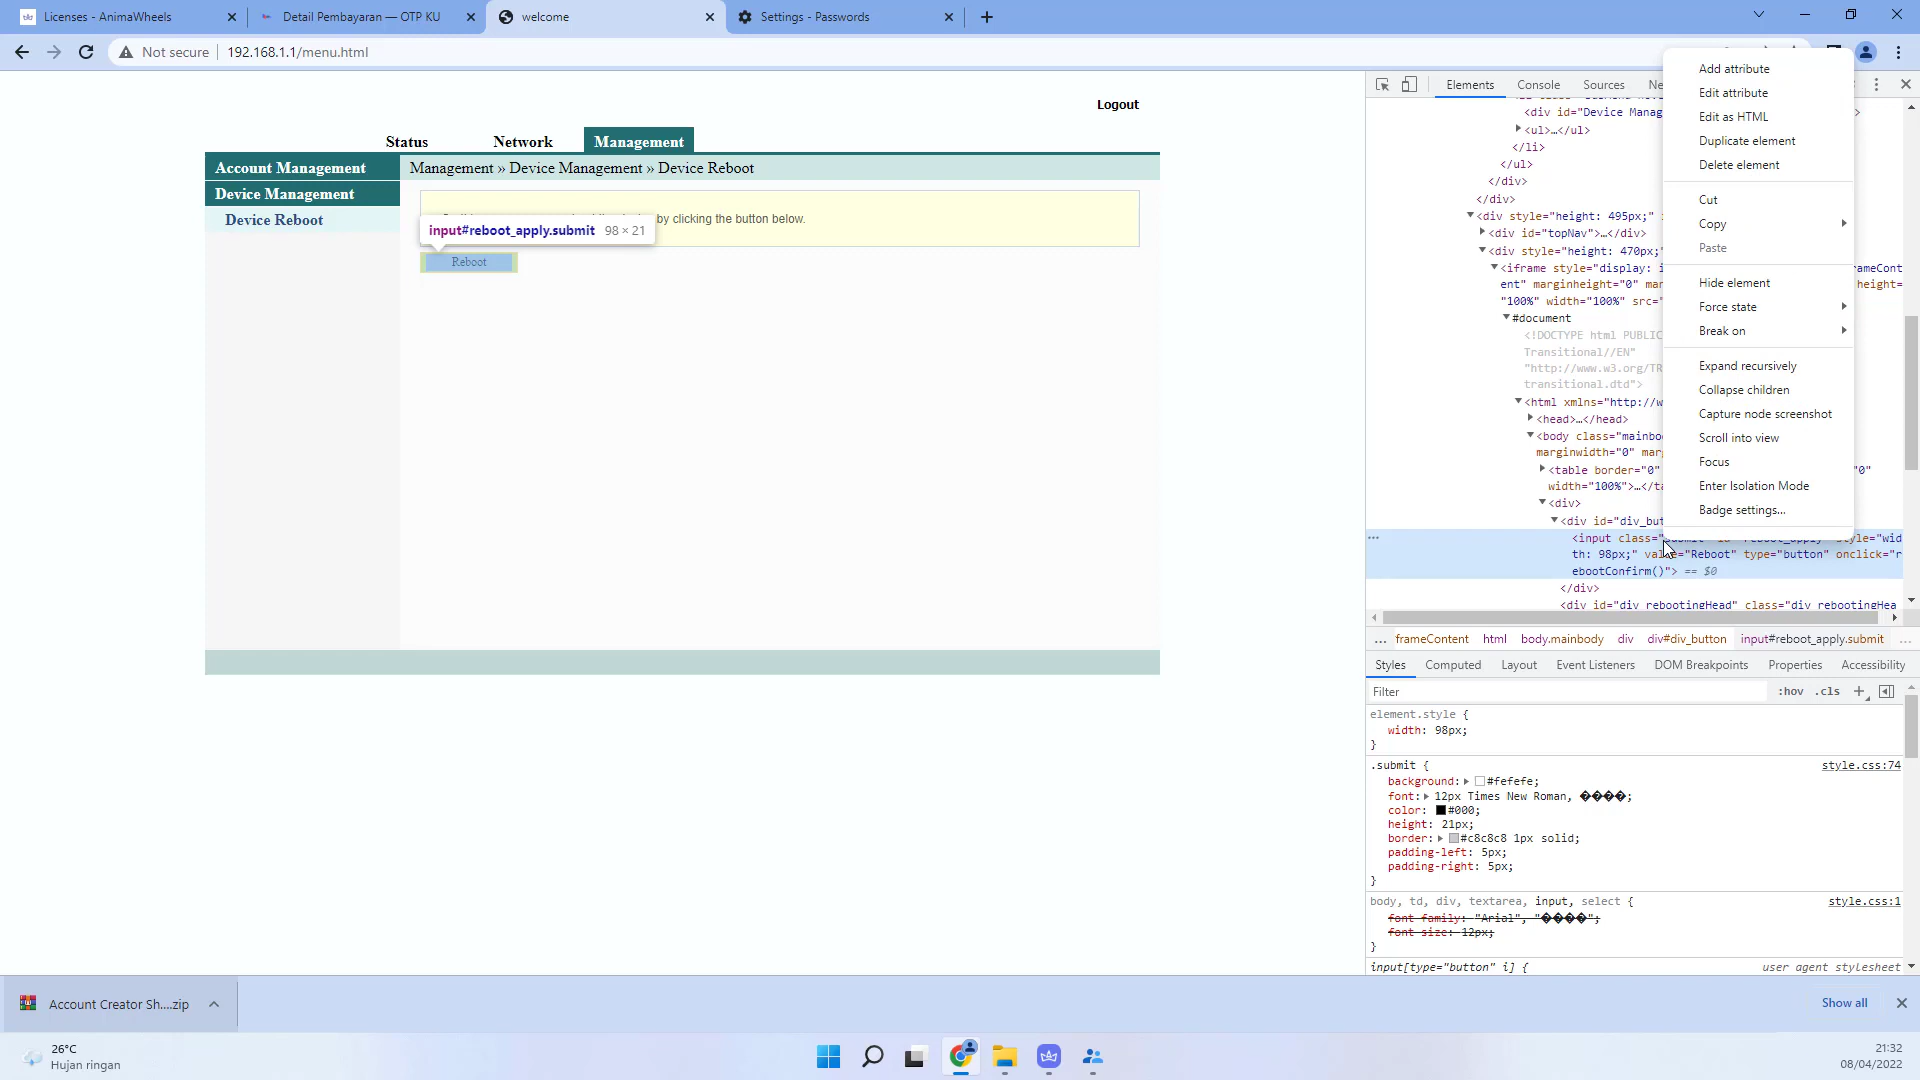 Licenses - AnimaWheels
Detail Pembayaran — OTP KU
welcome
Settings - Passwords
Not secure
192.168.1.1/menu.html
Logout
Status
Network
Management
Account Management
Device Management
Device Reboot
Management » Device Management » Device Reboot
by clicking the button below.
input#reboot_apply.submit 98 × 21
Reboot
Elements
Console
Sources
<div id="Device Manag
<ul>…</ul>
</li>
</ul>
</div>
</div>
<div style="height: 495px;"
<div id="topNav">…</div>
<div style="height: 470px;"
<iframe style="display: i
ent" marginheight="0" mar
height=
"100%" width="100%" src="
#document
<!DOCTYPE html PUBLIC
Transitional//EN"
"http://www.w3.org/TR
transitional.dtd">
<html xmlns="http://w
<head>…</head>
<body class="mainbo
marginwidth="0" mar
<table border="0"
"0"
width="100%">…</ta
<div>
<div id="div_but
<input class="submit" id="reboot_apply" style="wid
th: 98px;" value="Reboot" type="button" onclick="r
ebootConfirm()"> == $0
</div>
<div id="div_rebootingHead" class="div_rebootingHea
Add attribute
Edit attribute
Edit as HTML
Duplicate element
Delete element
Cut
Copy
Paste
Hide element
Force state
Break on
Expand recursively
Collapse children
Capture node screenshot
Scroll into view
Focus
Enter Isolation Mode
Badge settings...
… frameContent html body.mainbody div div#div_button input#reboot_apply.submit …
Styles
Computed
Layout
Event Listeners
DOM Breakpoints
Properties
Accessibility
Filter
:hov .cls
element.style {
width: 98px;
}
.submit {
style.css:74
background: #fefefe;
font: 12px Times New Roman, ����;
color: #000;
height: 21px;
border: #c8c8c8 1px solid;
padding-left: 5px;
padding-right: 5px;
}
body, td, div, textarea, input, select {
style.css:1
font-family: "Arial", "����";
font-size: 12px;
}
input[type="button" i] {
user agent stylesheet
Account Creator Sh....zip
Show all
26°C
Hujan ringan
21:32
08/04/2022